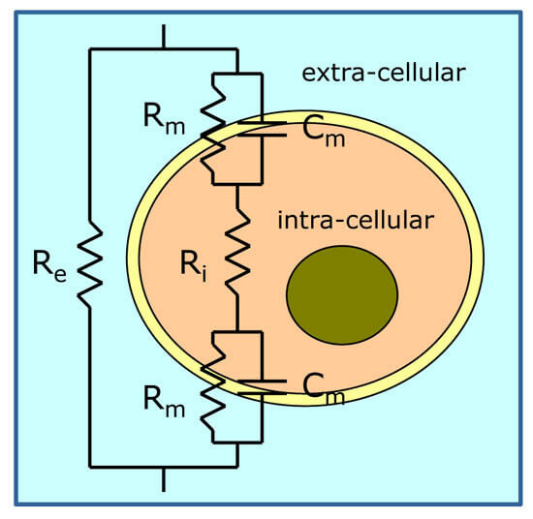 extra-cellular
Rm
Cm
intra-cellular
Re
Ri
Rm
Cm